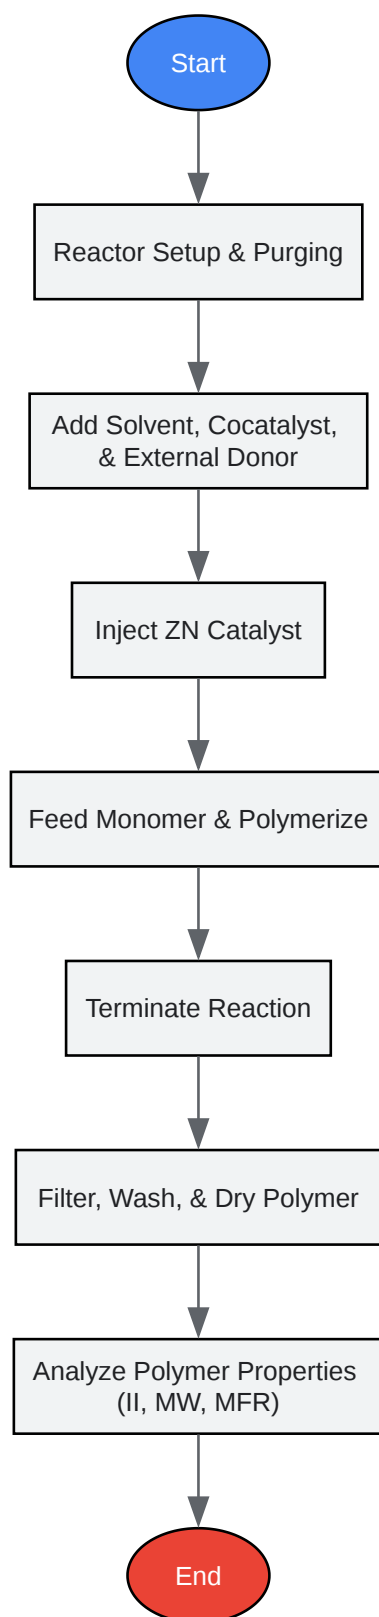 Start
Reactor Setup & Purging
Add Solvent, Cocatalyst,
& External Donor
Inject ZN Catalyst
Feed Monomer & Polymerize
Terminate Reaction
Filter, Wash, & Dry Polymer
Analyze Polymer Properties
(II, MW, MFR)
End